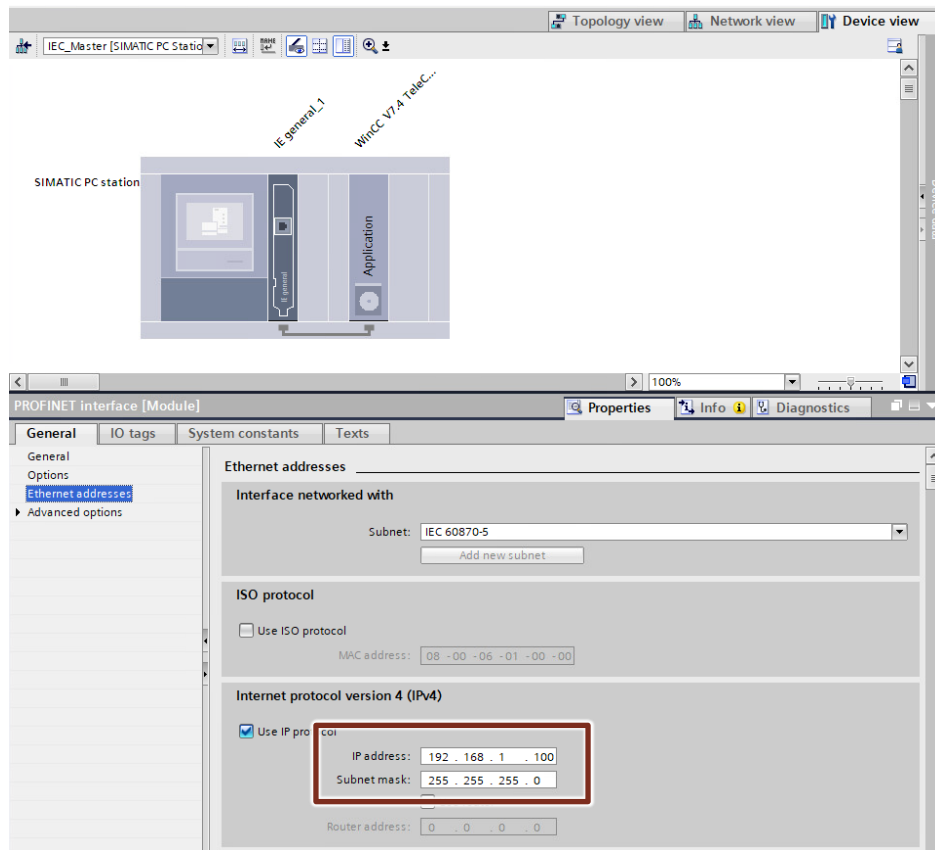 Topology view Network view Device view
IEC_Master [SIMATIC PC Statio
100%
IE general_1
WinCC V7.4 TeleC...
SIMATIC PC station
IE general
Application
PROFINET interface [Module]
Properties Info Diagnostics
General IO tags System constants Texts
General
Options
Ethernet addresses
Advanced options
Ethernet addresses
Interface networked with
Subnet: IEC 60870-5
Add new subnet
ISO protocol
Use ISO protocol
MAC address: 08 -00 -06 -01 -00 -00
Internet protocol version 4 (IPv4)
Use IP protocol
IP address: 192 . 168 . 1 . 100
Subnet mask: 255 . 255 . 255 . 0
Router address: 0 . 0 . 0 . 0